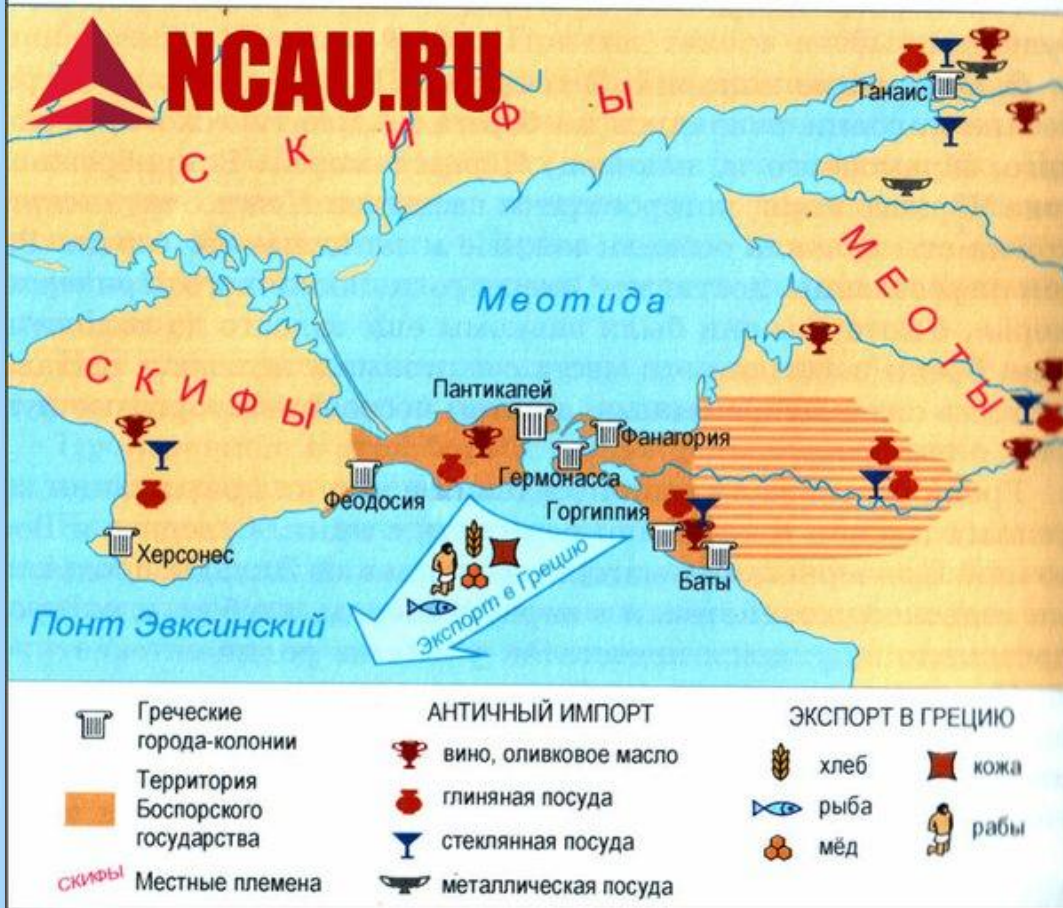 NCAU.RU
СКИФЫ
Танаис
МЕОТЫ
Меотида
СКИФЫ
Пантикапей
Фанагория
Гермонасса
Феодосия
Горгиппия
Херсонес
Баты
Экспорт в Грецию
Понт Эвксинский
Греческие
города-колонии
Территория
Боспорского
государства
СКИФЫ Местные племена
АНТИЧНЫЙ ИМПОРТ
вино, оливковое масло
глиняная посуда
стеклянная посуда
металлическая посуда
ЭКСПОРТ В ГРЕЦИЮ
хлеб
рыба
мёд
кожа
рабы